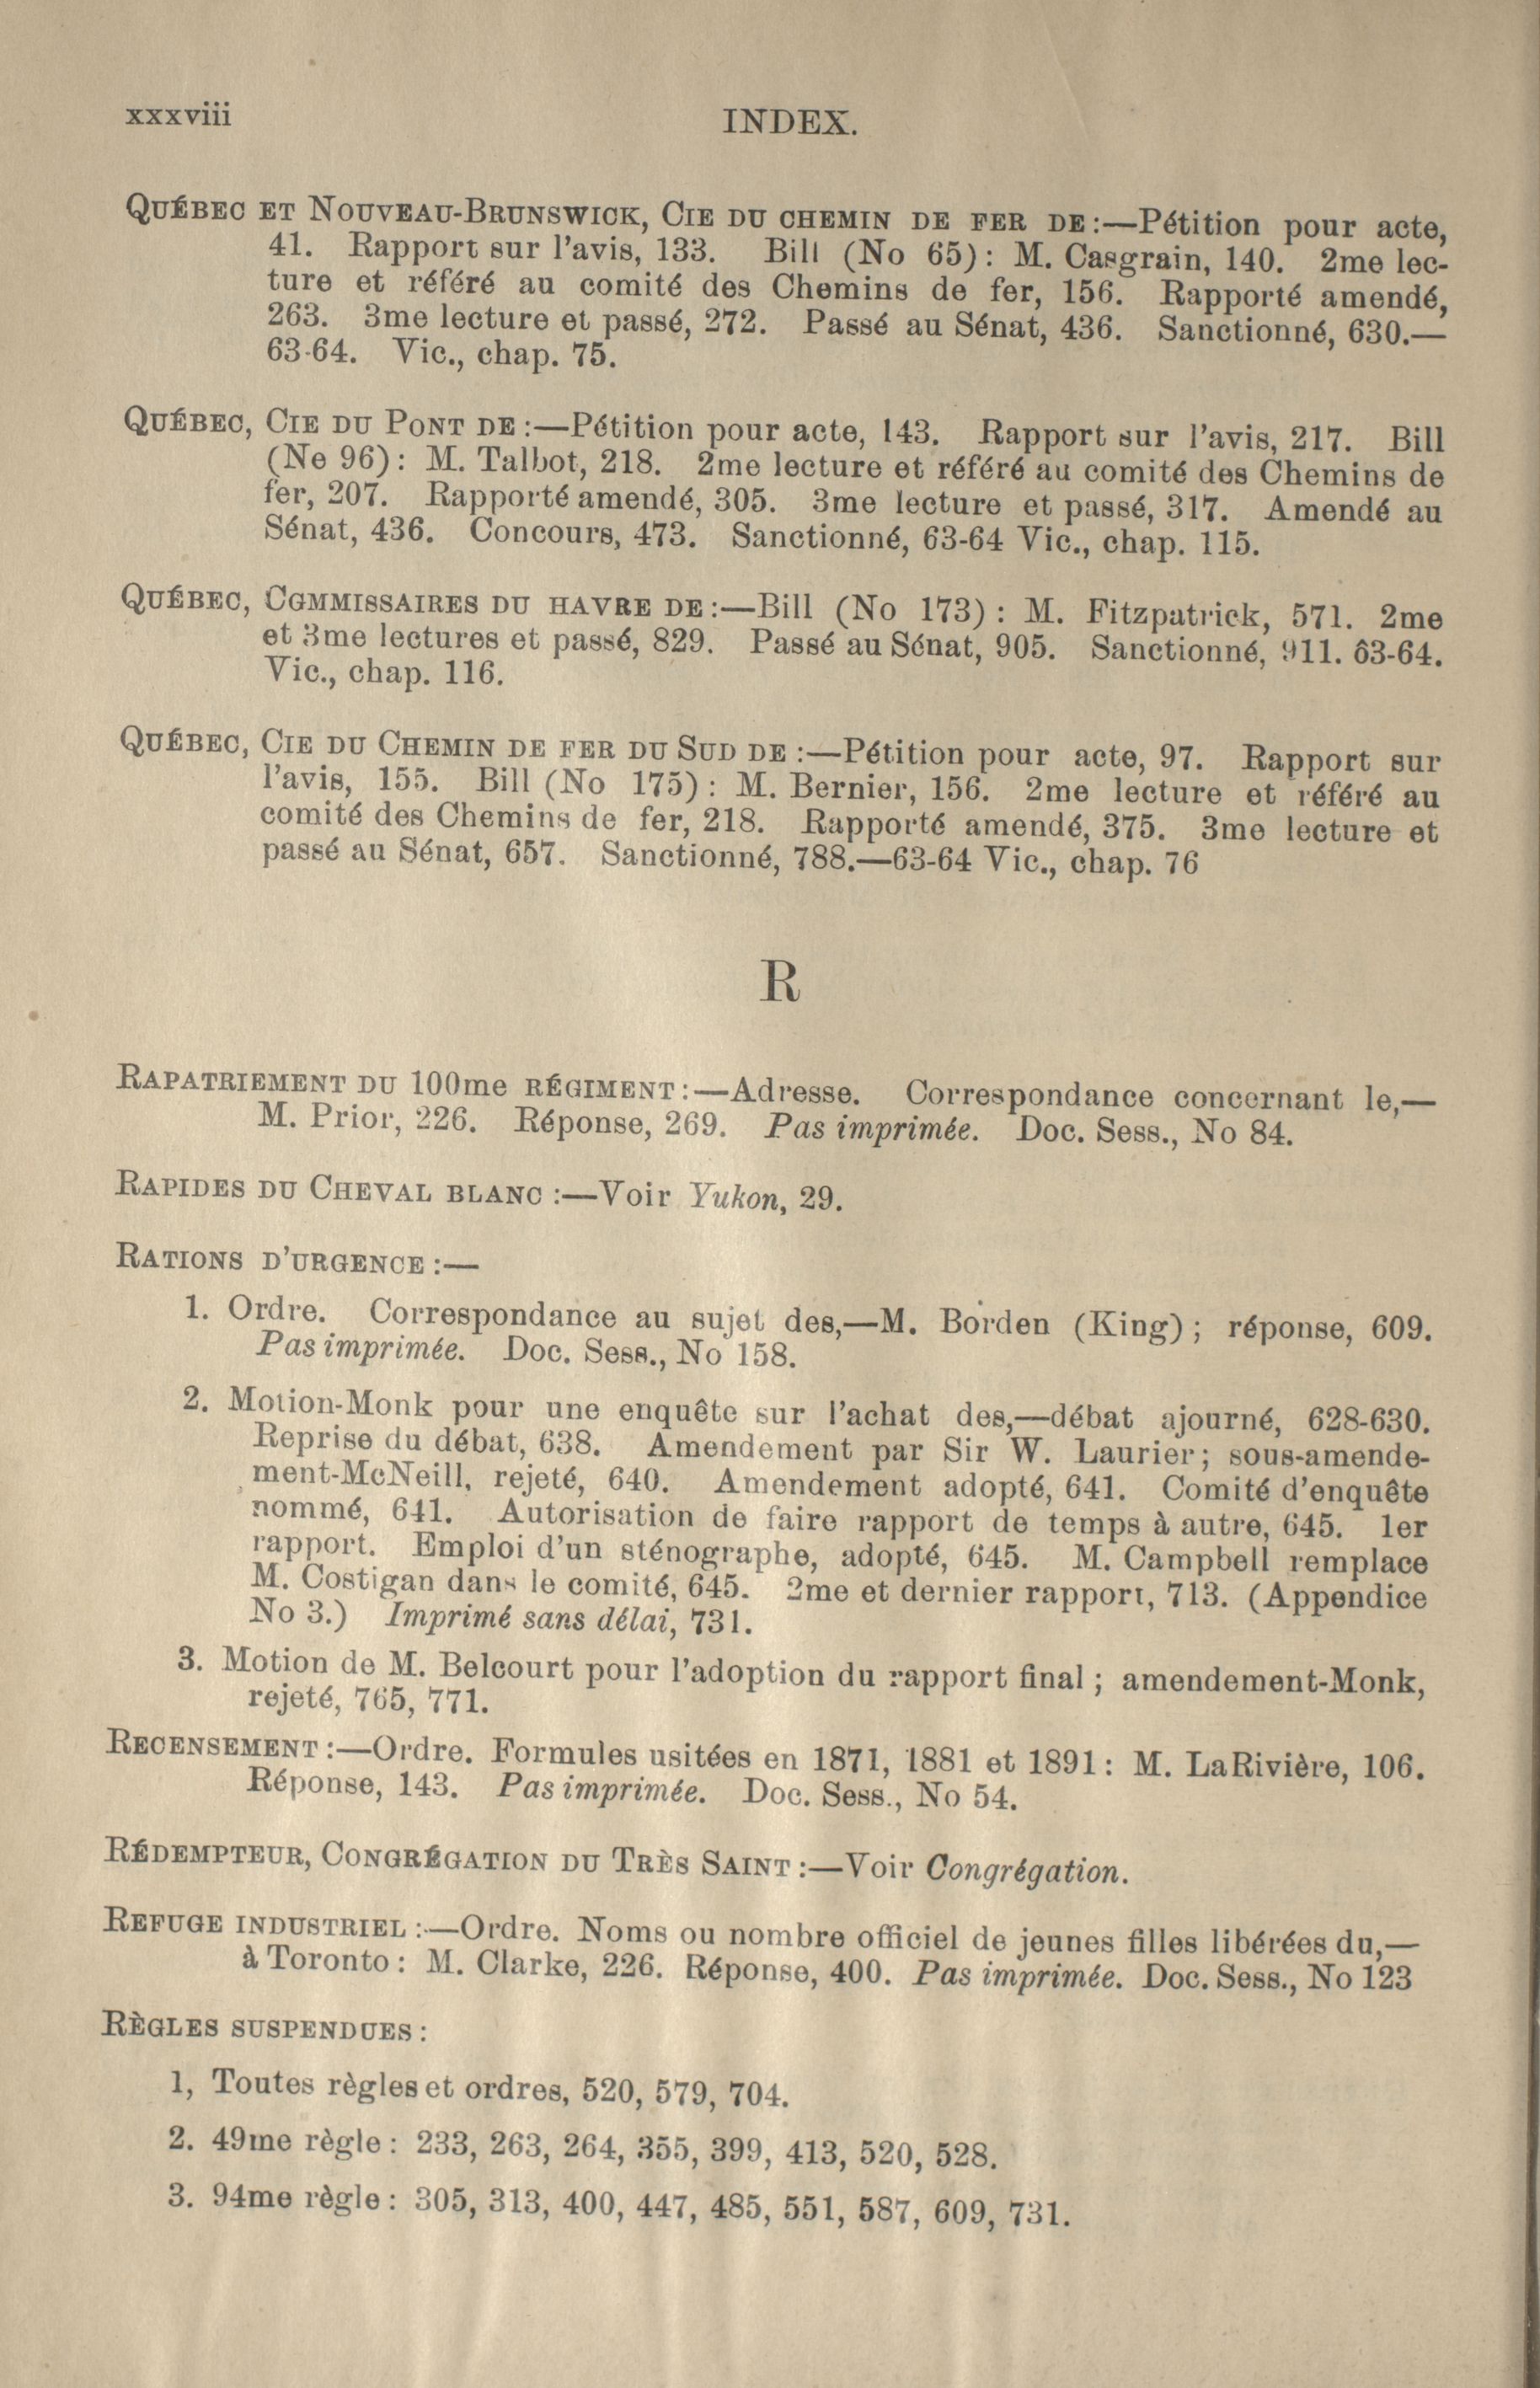 xxxviii
INDEX.
QUÉBEC ET NOUVEAU-BRUNSWICK, CIE DU CHEMIN DE FER DE:—Pétition pour acte,
41. Rapport sur l'avis, 133. Bill (No 65): M. Casgrain, 140. 2me lec-
ture et référé au comité des Chemins de fer, 156. Rapporté amendé,
263. 3me lecture et passé, 272. Passé au Sénat, 436. Sanctionné, 630.—
63-64. Vic., chap. 75.
QUÉBEC, CIE DU PONT DE:—Pétition pour acte, 143. Rapport sur l'avis, 217. Bill
(Ne 96): M. Talbot, 218. 2me lecture et référé au comité des Chemins de
fer, 207. Rapporté amendé, 305. 3me lecture et passé, 317. Amendé au
Sénat, 436. Concours, 473. Sanctionné, 63-64 Vic., chap. 115.
QUÉBEC, CGMMISSAIRES DU HAVRE DE:—Bill (No 173): M. Fitzpatrick, 571. 2me
et 3me lectures et passé, 829. Passé au Sénat, 905. Sanctionné, 911. ô3-64.
Vic., chap. 116.
QUÉBEC, CIE DU CHEMIN DE FER DU SUD DE:—Pétition pour acte, 97. Rapport sur
l'avis, 155. Bill (No 175): M. Bernier, 156. 2me lecture et référé au
comité des Chemins de fer, 218. Rapporté amendé, 375. 3me lecture et
passé au Sénat, 657. Sanctionné, 788.—63-64 Vic., chap. 76
R
RAPATRIEMENT DU 100me RÉGIMENT:—Adresse. Correspondance concernant le,—
M. Prior, 226. Réponse, 269. Pas imprimée. Doc. Sess., No 84.
RAPIDES DU CHEVAL BLANC:—Voir Yukon, 29.
RATIONS D'URGENCE:—
1. Ordre. Correspondance au sujet des,—M. Borden (King); réponse, 609.
Pas imprimée. Doc. Sess., No 158.
2. Motion-Monk pour une enquête sur l'achat des,—débat ajourné, 628-630.
Reprise du débat, 638. Amendement par Sir W. Laurier; sous-amende-
ment-McNeill, rejeté, 640. Amendement adopté, 641. Comité d'enquête
nommé, 641. Autorisation de faire rapport de temps à autre, 645. 1er
rapport. Emploi d'un sténographe, adopté, 645. M. Campbell remplace
M. Costigan dans le comité, 645. 2me et dernier rapport, 713. (Appendice
No 3.) Imprimé sans délai, 731.
3. Motion de M. Belcourt pour l'adoption du rapport final; amendement-Monk,
rejeté, 765, 771.
RECENSEMENT:—Ordre. Formules usitées en 1871, 1881 et 1891: M. LaRivière, 106.
Réponse, 143. Pas imprimée. Doc. Sess., No 54.
RÉDEMPTEUR, CONGRÉGATION DU TRÈS SAINT:—Voir Congrégation.
REFUGE INDUSTRIEL:—Ordre. Noms ou nombre officiel de jeunes filles libérées du,—
à Toronto: M. Clarke, 226. Réponse, 400. Pas imprimée. Doc. Sess., No 123
RÈGLES SUSPENDUES:
1, Toutes règles et ordres, 520, 579, 704.
2. 49me règle: 233, 263, 264, 355, 399, 413, 520, 528.
3. 94me règle: 305, 313, 400, 447, 485, 551, 587, 609, 731.